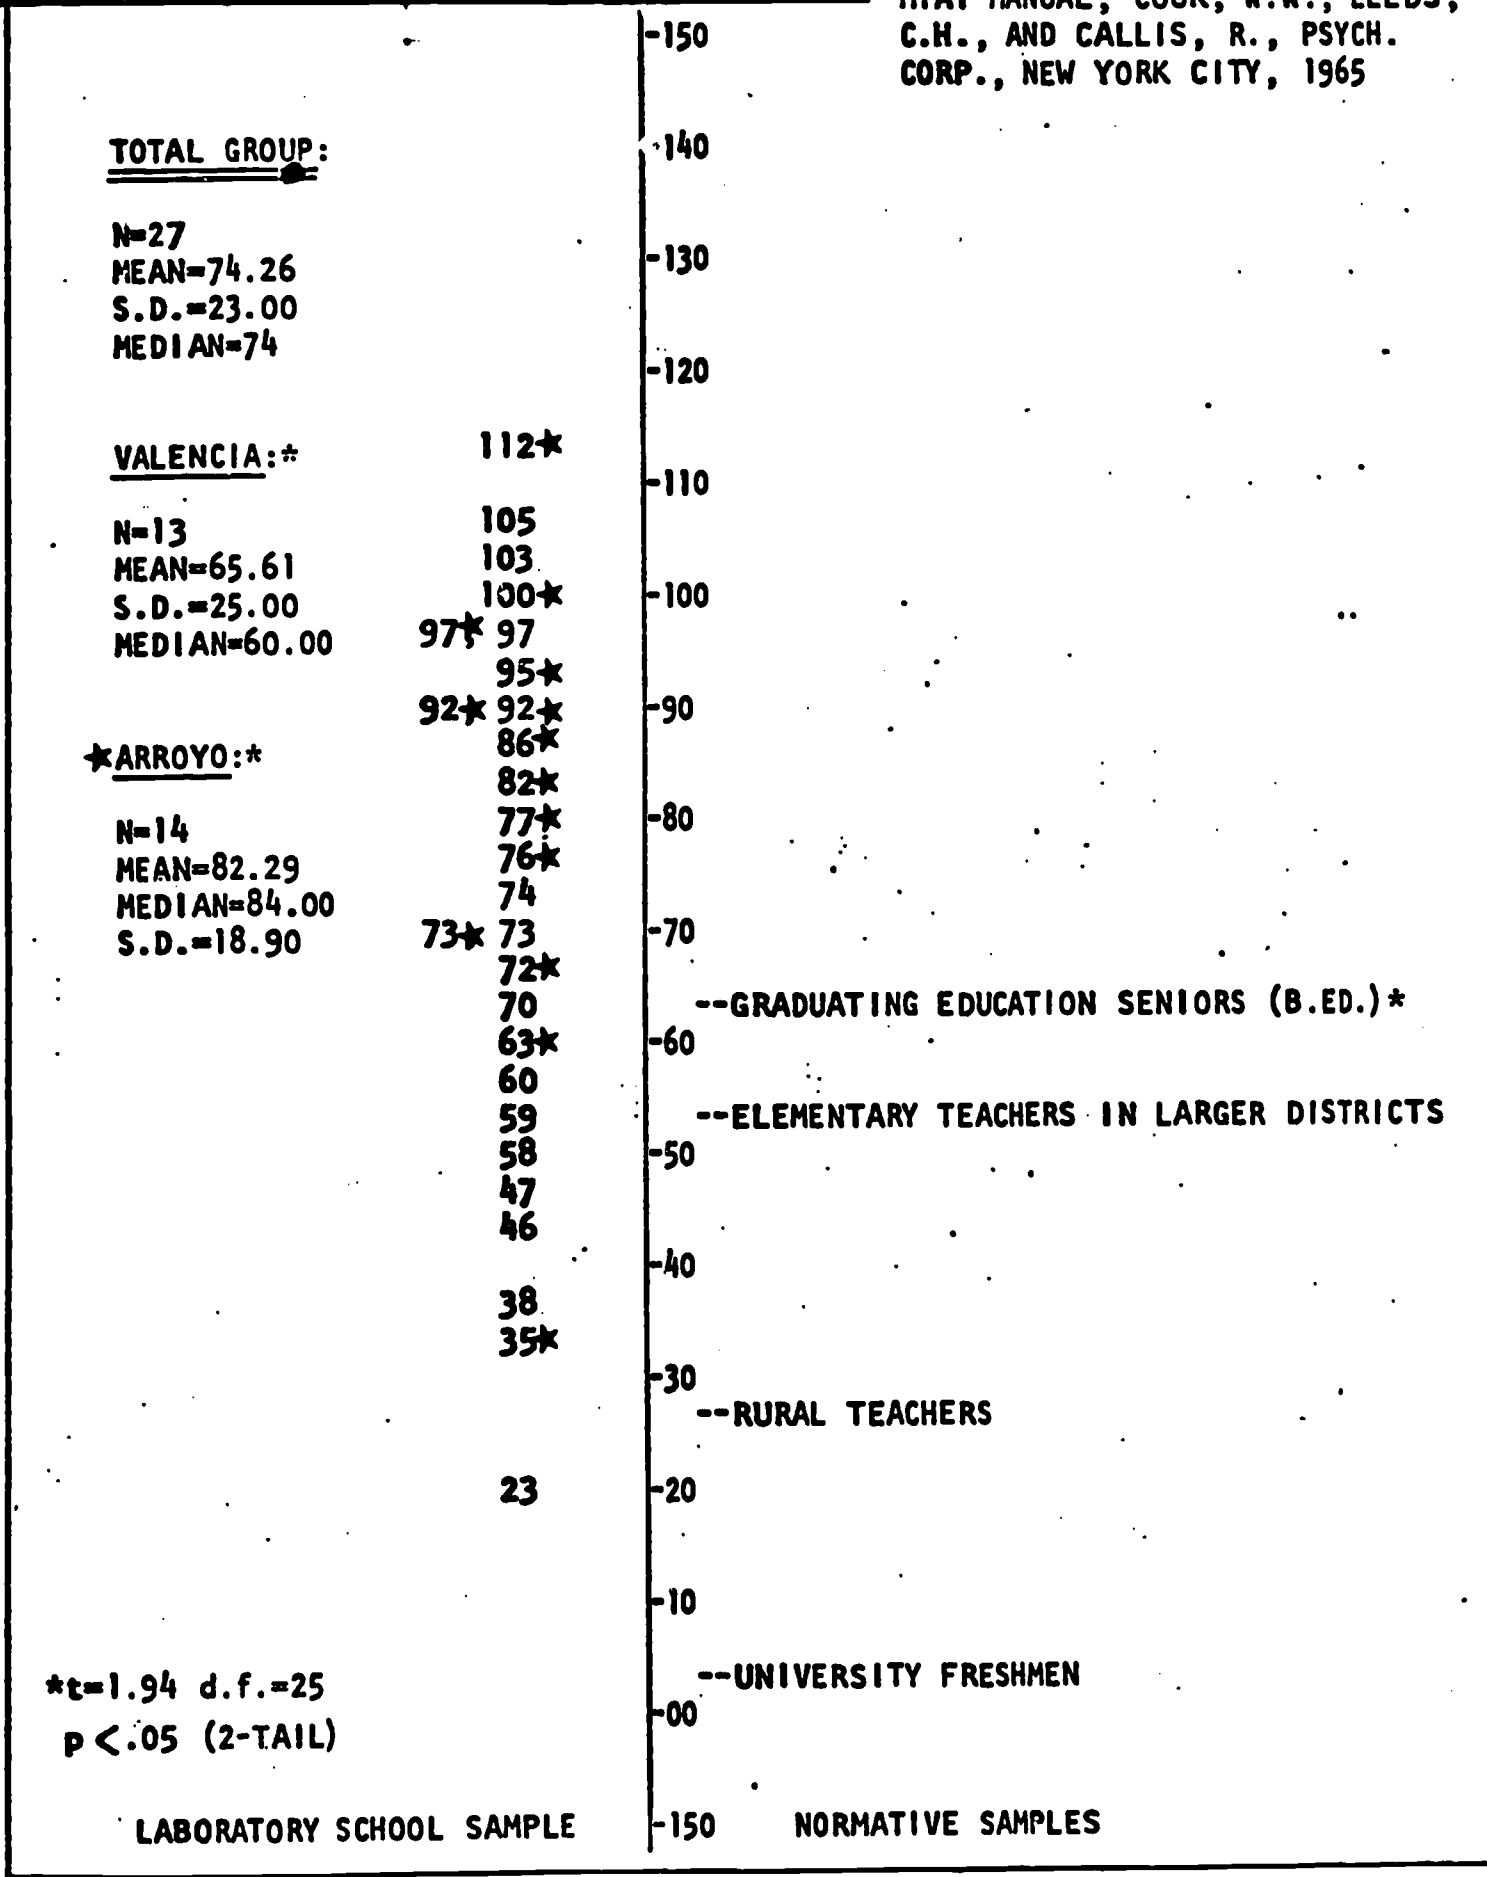 C.H., AND CALLIS, R., PSYCH.
CORP., NEW YORK CITY, 1965
-150
-140
-130
-120
-110
-100
-90
-80
-70
-60
-50
-40
-30
-20
-10
-00
-150
TOTAL GROUP:
N=27
MEAN=74.26
S.D.=23.00
MEDIAN=74
VALENCIA:*
N=13
MEAN=65.61
S.D.=25.00
MEDIAN=60.00
★ARROYO:*
N=14
MEAN=82.29
MEDIAN=84.00
S.D.=18.90
112★
105
103
100★
97★, 97
95★
92★ 92★
86★
82★
77★
76★
74
73★ 73
72★
70
63★
60
59
58
47
46
38
35★
23
--GRADUATING EDUCATION SENIORS (B.ED.)*
--ELEMENTARY TEACHERS IN LARGER DISTRICTS
--RURAL TEACHERS
--UNIVERSITY FRESHMEN
*t=1.94 d.f.=25
p <.05 (2-TAIL)
LABORATORY SCHOOL SAMPLE
NORMATIVE SAMPLES